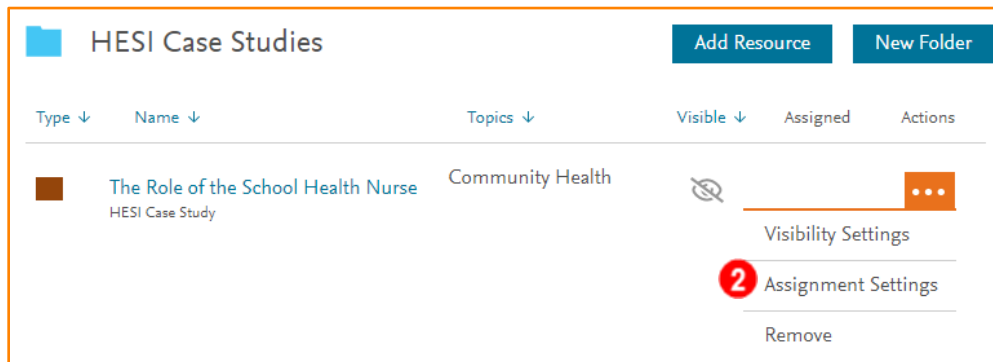 HESI Case Studies
Add Resource
New Folder
Type ↓ Name ↓ Topics ↓ Visible ↓ Assigned Actions
The Role of the School Health Nurse Community Health
HESI Case Study
Visibility Settings
2 Assignment Settings
Remove